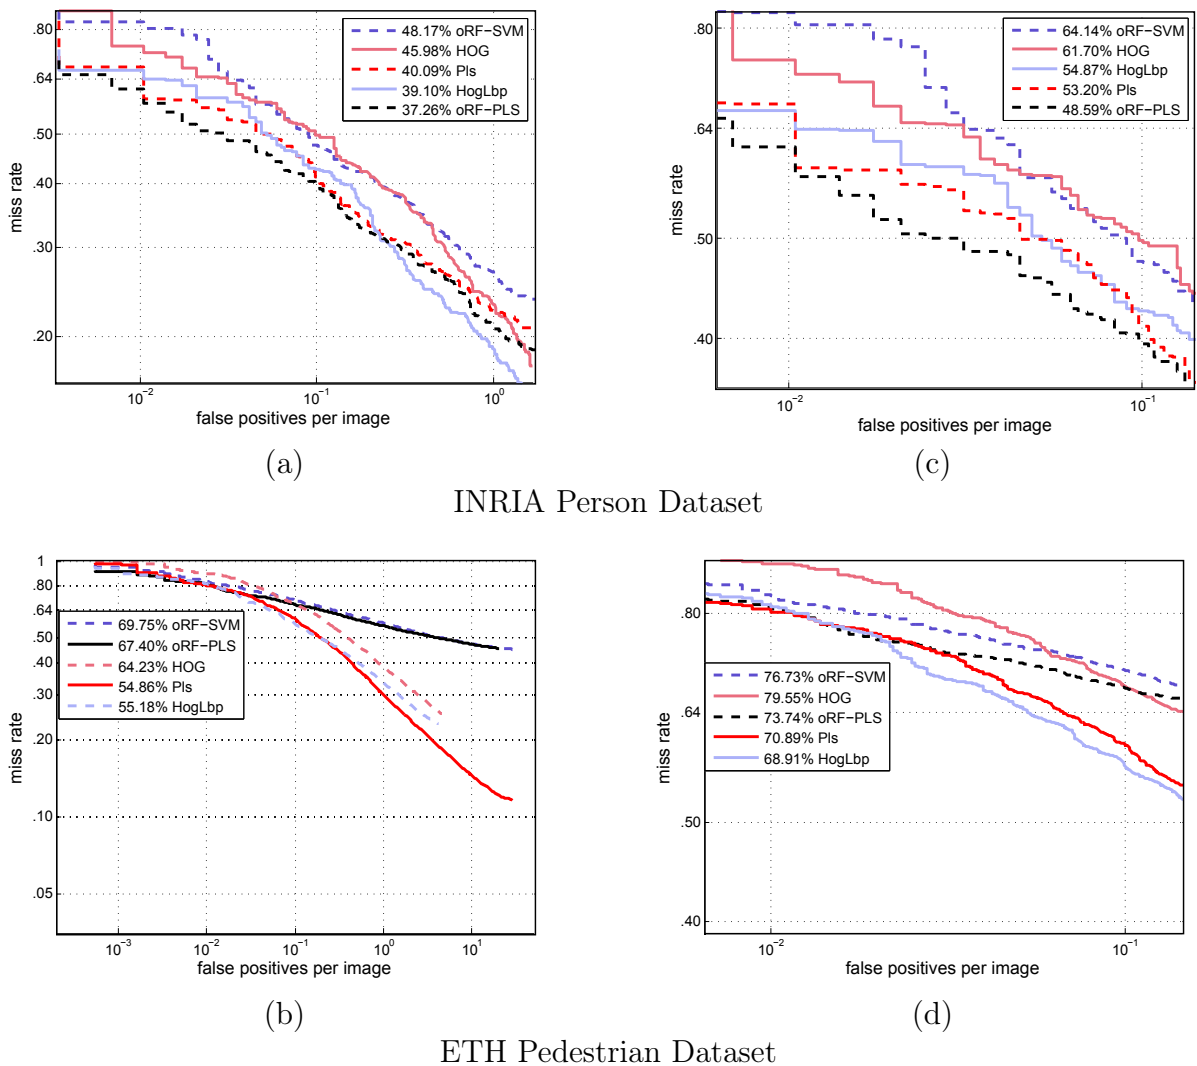 .80
.64
.50
.40
.30
.20
miss rate
48.17% oRF−SVM
45.98% HOG
40.09% Pls
39.10% HogLbp
37.26% oRF−PLS
10−2
10−1
100
false positives per image
(a)
.80
.64
.50
.40
miss rate
64.14% oRF−SVM
61.70% HOG
54.87% HogLbp
53.20% Pls
48.59% oRF−PLS
10−2
10−1
false positives per image
(c)
INRIA Person Dataset
1
.80
.64
.50
.40
.30
.20
.10
.05
miss rate
69.75% oRF−SVM
67.40% oRF−PLS
64.23% HOG
54.86% Pls
55.18% HogLbp
10−3
10−2
10−1
100
101
false positives per image
(b)
.80
.64
.50
.40
miss rate
76.73% oRF−SVM
79.55% HOG
73.74% oRF−PLS
70.89% Pls
68.91% HogLbp
10−2
10−1
false positives per image
(d)
ETH Pedestrian Dataset